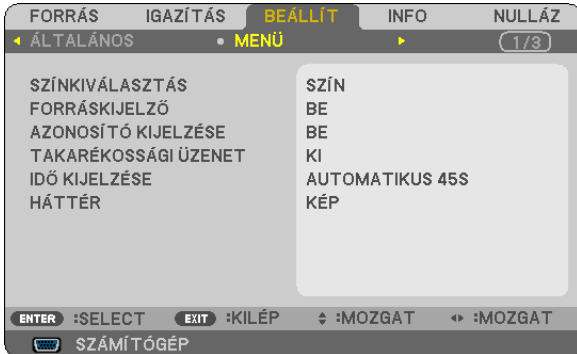 FORRÁS IGAZÍTÁS BEÁLLÍT INFO NULLÁZ
ÁLTALÁNOS MENÜ 1/3
SZÍNKIVÁLASZTÁS SZÍN
FORRÁSKIJELZŐ BE
AZONOSÍTÓ KIJELZÉSE BE
TAKARÉKOSSÁGI ÜZENET KI
IDŐ KIJELZÉSE AUTOMATIKUS 45S
HÁTTÉR KÉP
ENTER :SELECT EXIT :KILÉP :MOZGAT :MOZGAT
SZÁMÍTÓGÉP